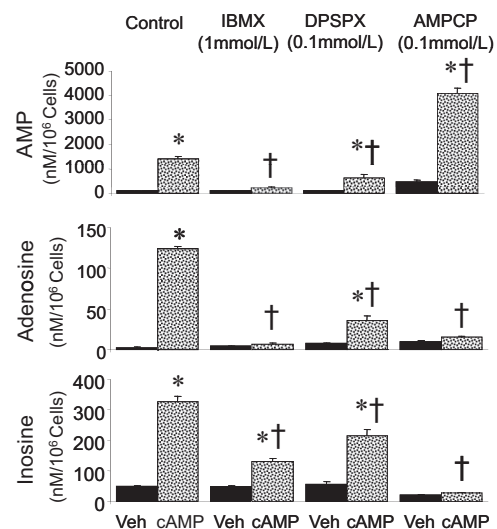 Control IBMX DPSPX AMPCP
(1mmol/L) (0.1mmol/L) (0.1mmol/L)
AMP
(nM/10⁶ Cells)
5000
4000
3000
2000
1000
0
* † *† *†
Adenosine
(nM/10⁶ Cells)
150
100
50
0
* † *† †
Inosine
(nM/10⁶ Cells)
400
300
200
100
0
* *† *† †
Veh cAMP Veh cAMP Veh cAMP Veh cAMP